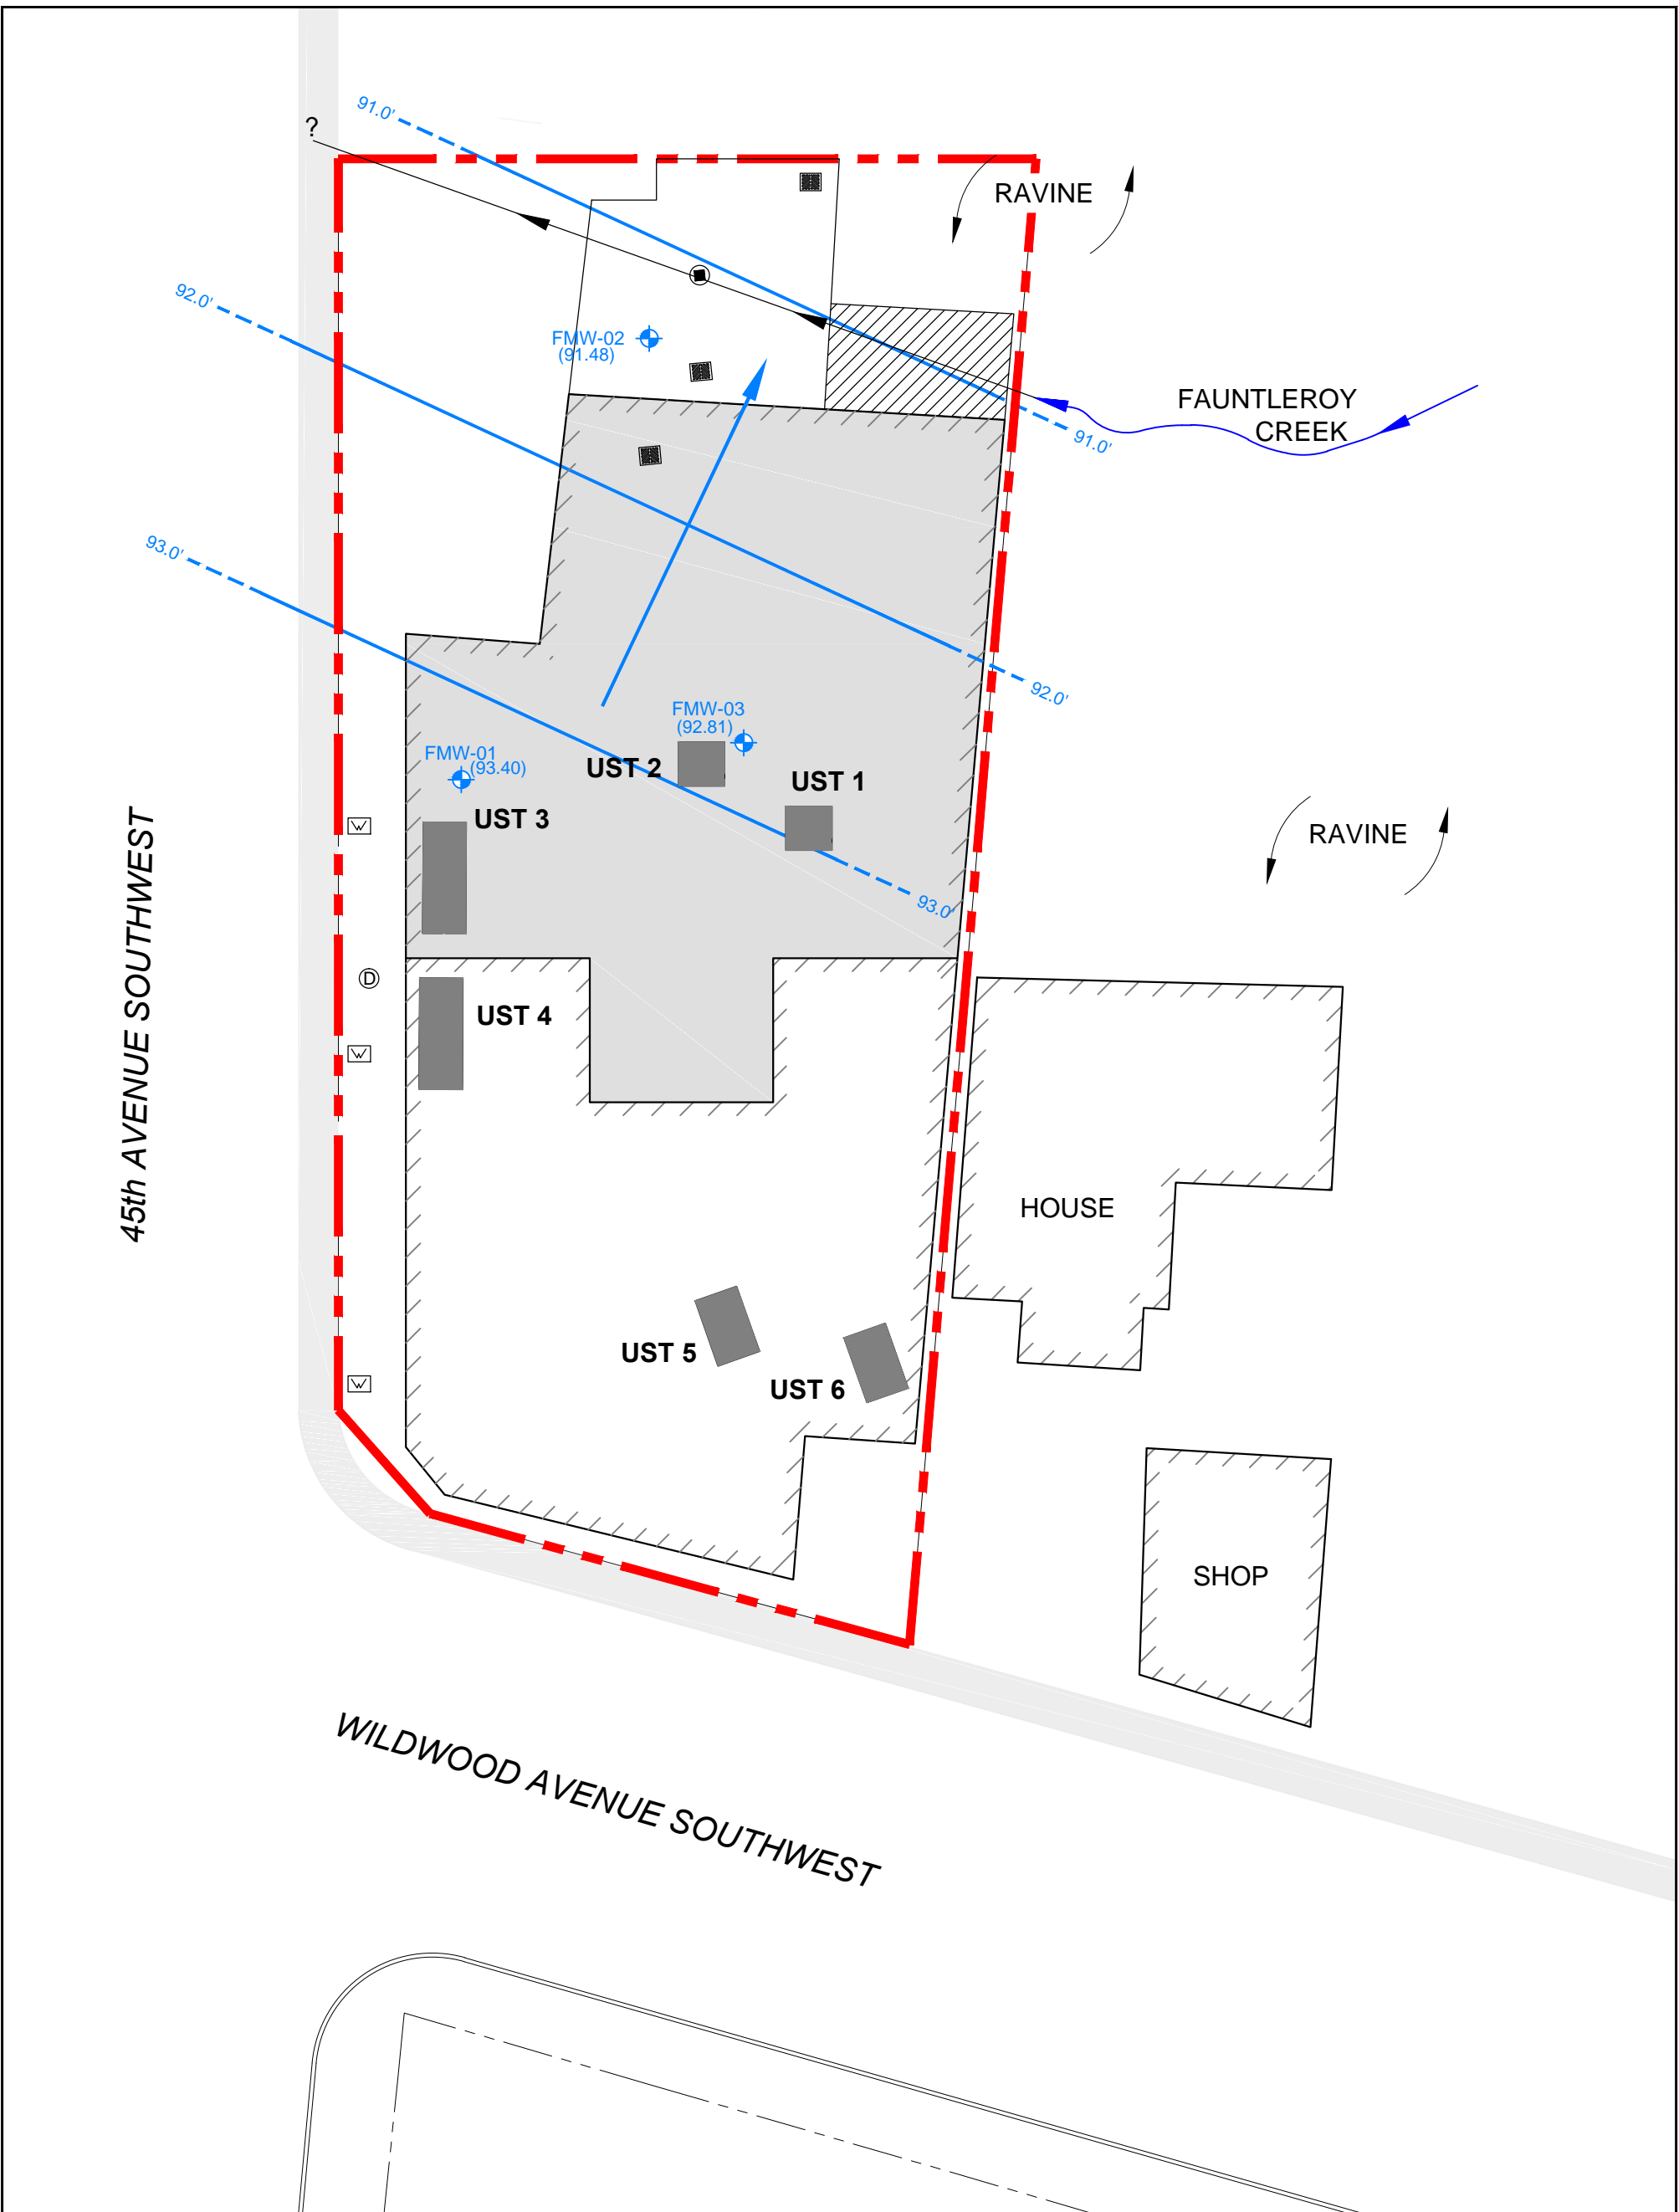 91.0'
?
RAVINE
92.0'
FMW-02
(91.48)
FAUNTLEROY
CREEK
91.0'
93.0'
92.0'
FMW-03
(92.81)
FMW-01
(93.40)
UST 2
UST 1
UST 3
RAVINE
W
93.0'
45th AVENUE SOUTHWEST
D
UST 4
W
HOUSE
UST 5
UST 6
W
SHOP
WILDWOOD AVENUE SOUTHWEST